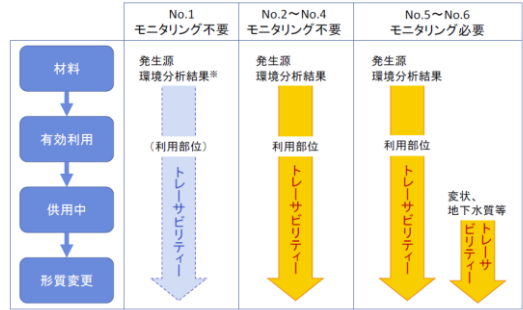 No.1
モニタリング不要
No.2～No.4
モニタリング不要
No.5～No.6
モニタリング必要
材料
有効利用
供用中
形質変更
発生源
環境分析結果※
（利用部位）
トレーサビリティー
発生源
環境分析結果
利用部位
トレーサビリティー
発生源
環境分析結果
利用部位
トレーサビリティー
変状、
地下水質等
トレーサ
ビリティー